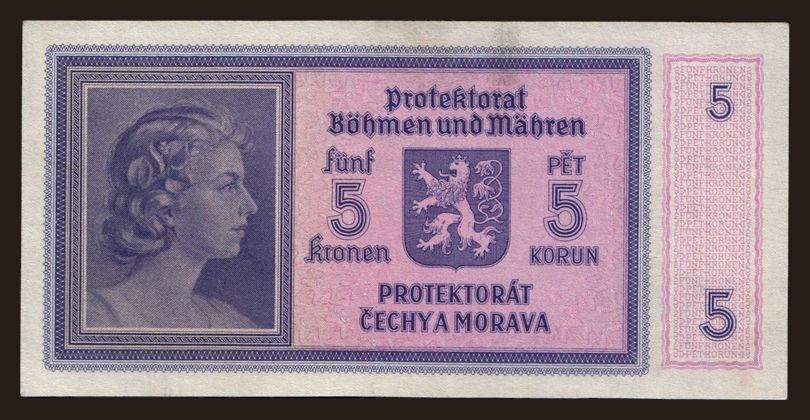 Protektorat
Böhmen und Mähren
fünf
5
Kronen
PĚT
5
KORUN
PROTEKTORÁT
ČECHY A MORAVA
5
5